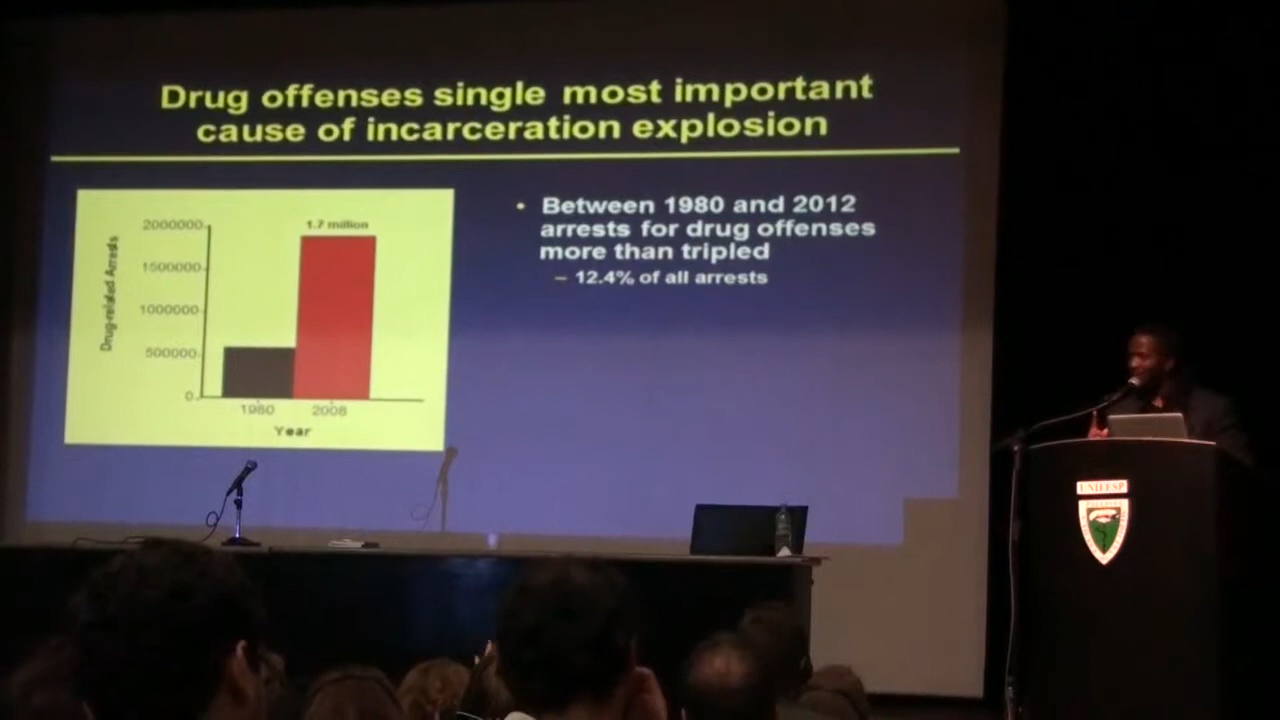 Drug offenses single most important
cause of incarceration explosion
2000000
1500000
1000000
500000
0
Drug-related Arrests
1.7 million
1980
2008
Year
• Between 1980 and 2012
arrests for drug offenses
more than tripled
– 12.4% of all arrests
UNIFESP